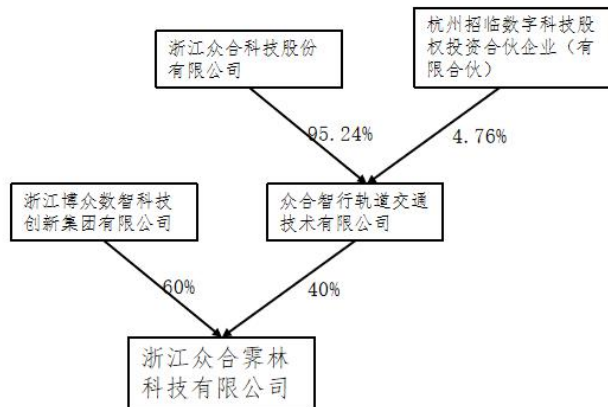 浙江众合科技股份
有限公司
杭州招临数字科技股
权投资合伙企业（有
限合伙）
95.24%
4.76%
浙江博众数智科技
创新集团有限公司
众合智行轨道交通
技术有限公司
60%
40%
浙江众合霁林
科技有限公司